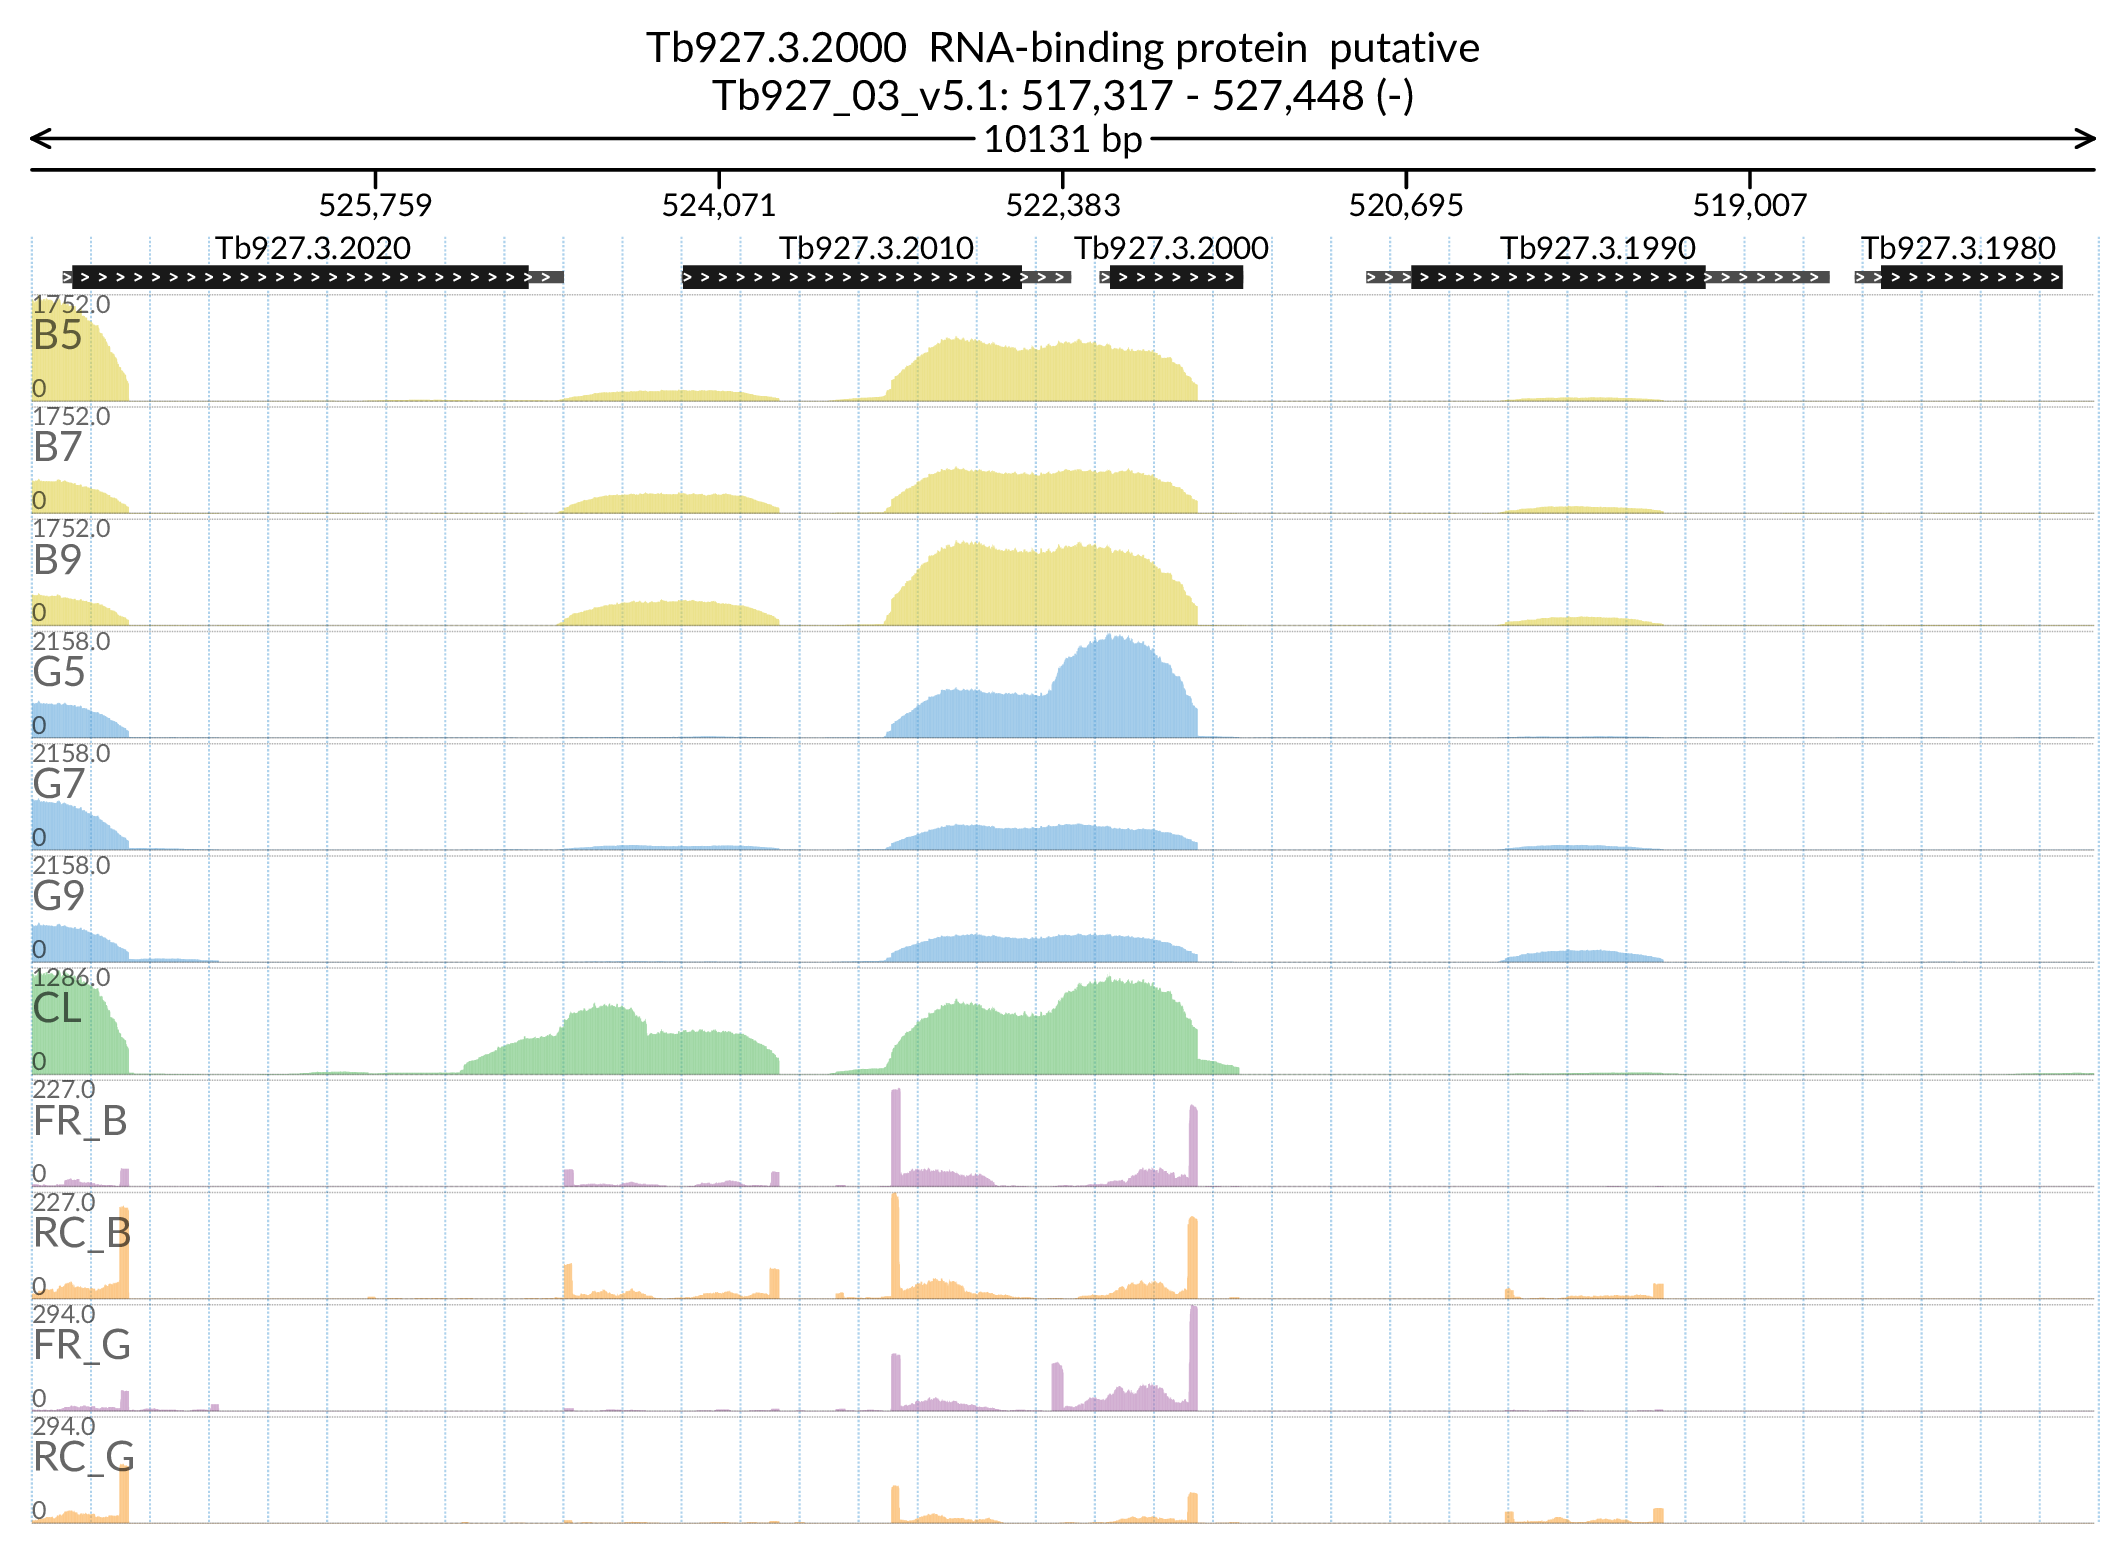 Tb927.3.2000  RNA-binding protein  putative
Tb927_03_v5.1: 517,317 - 527,448 (-)
10131 bp
525,759 524,071 522,383 520,695 519,007
Tb927.3.2020 Tb927.3.2010 Tb927.3.2000 Tb927.3.1990 Tb927.3.1980
1752.0
B5
0
1752.0
B7
0
1752.0
B9
0
2158.0
G5
0
2158.0
G7
0
2158.0
G9
0
1286.0
CL
0
227.0
FR_B
0
227.0
RC_B
0
294.0
FR_G
0
294.0
RC_G
0